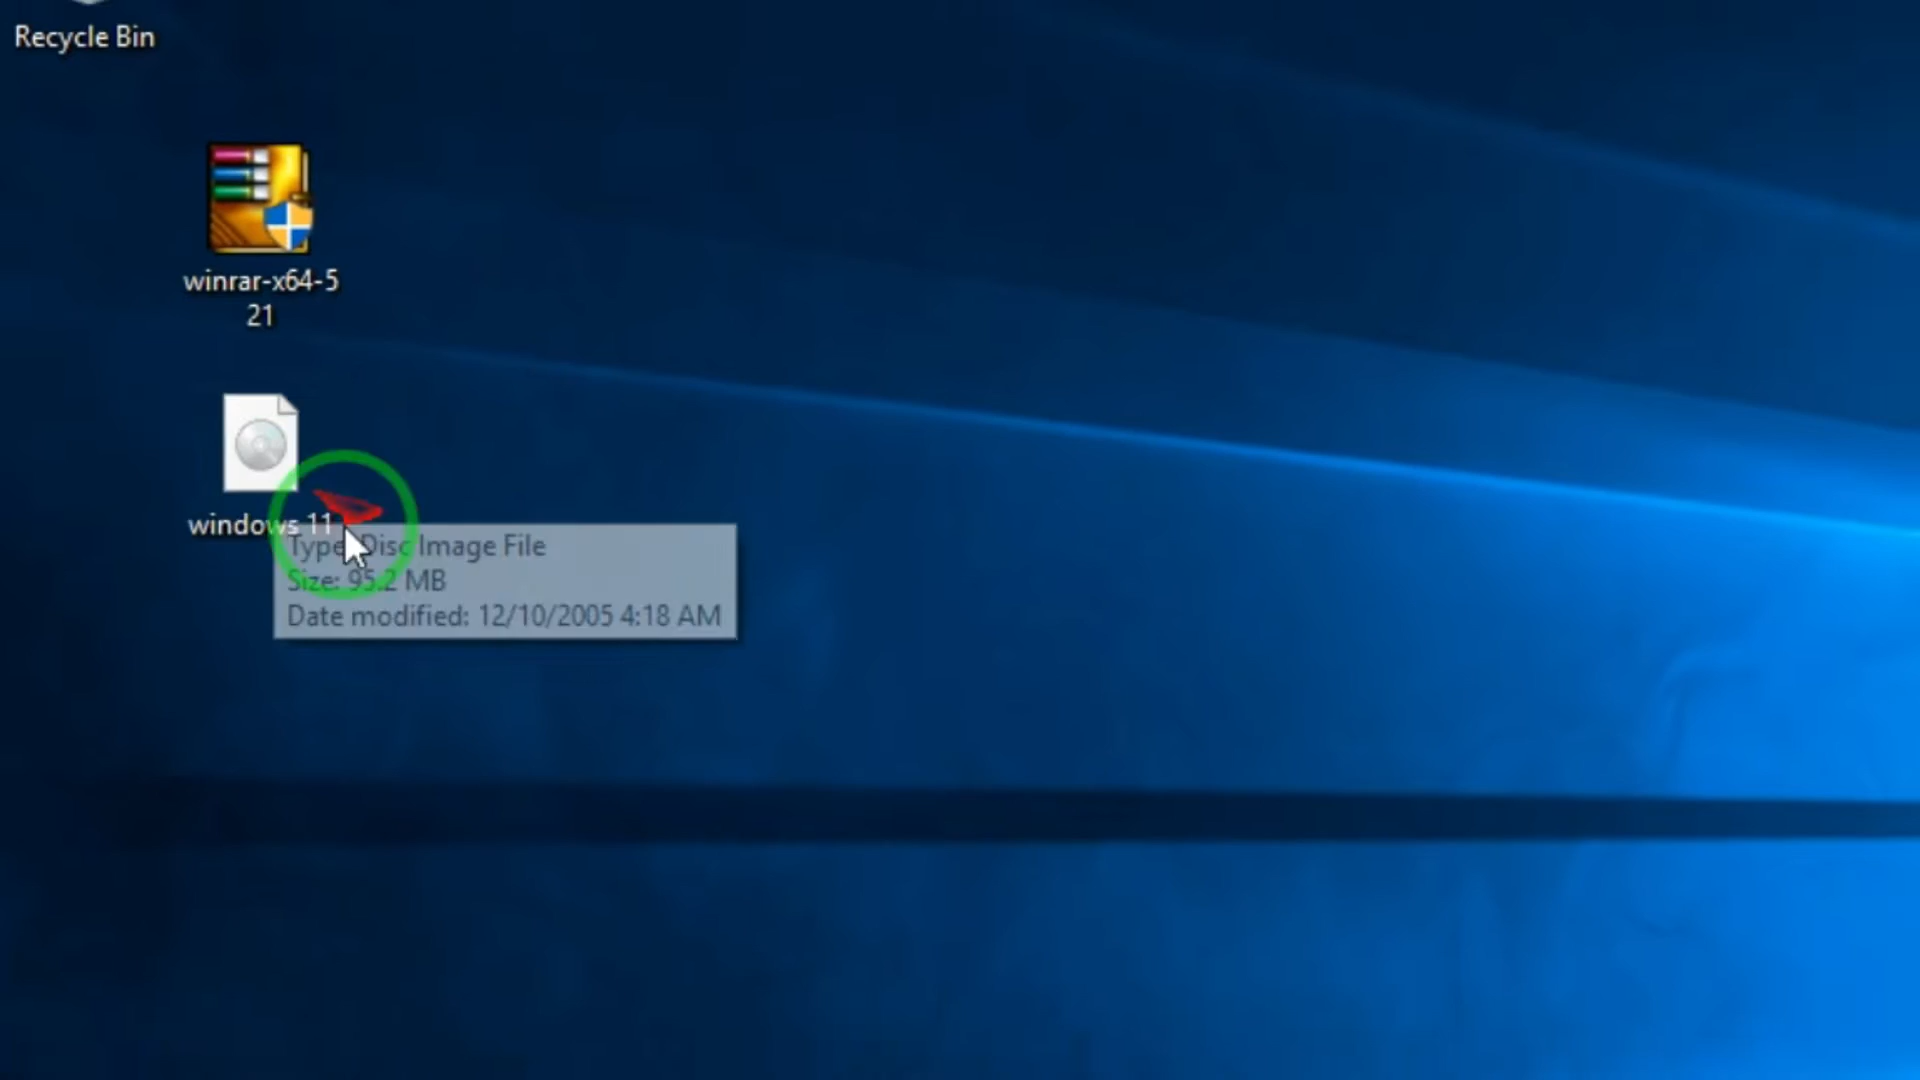 Recycle Bin
winrar-x64-5
21
windows 11
Type: Disc Image File
Size: 95.2 MB
Date modified: 12/10/2005 4:18 AM